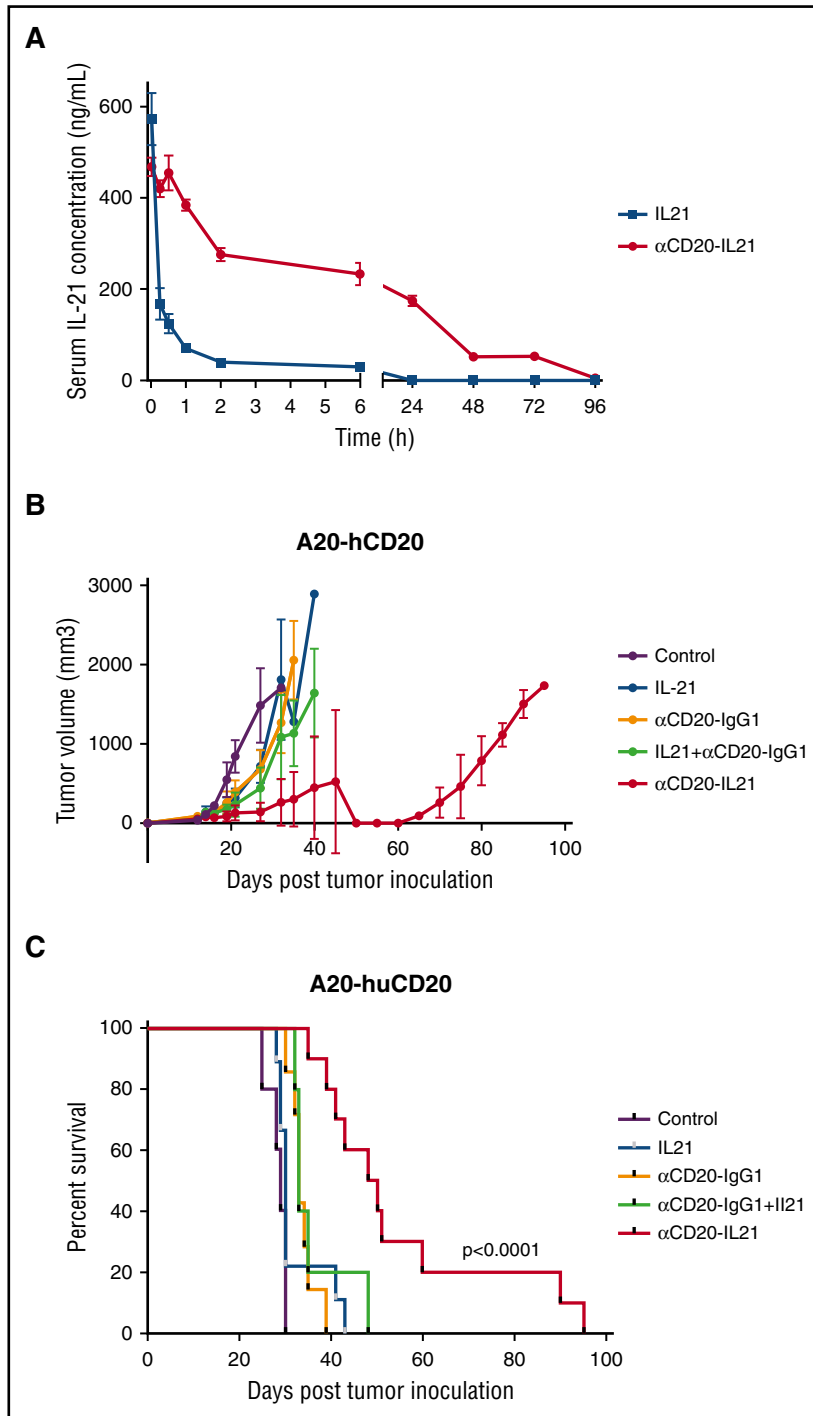 A
Serum IL-21 concentration (ng/mL)
600
400
200
0
0 1 2 3 4 5 6 24 48 72 96
Time (h)
IL21
αCD20-IL21
B
A20-hCD20
Tumor volume (mm3)
3000
2000
1000
0
20 40 60 80 100
Days post tumor inoculation
Control
IL-21
αCD20-IgG1
IL21+αCD20-IgG1
αCD20-IL21
C
A20-huCD20
Percent survival
100
80
60
40
20
0
0 20 40 60 80 100
Days post tumor inoculation
p<0.0001
Control
IL21
αCD20-IgG1
αCD20-IgG1+Il21
αCD20-IL21